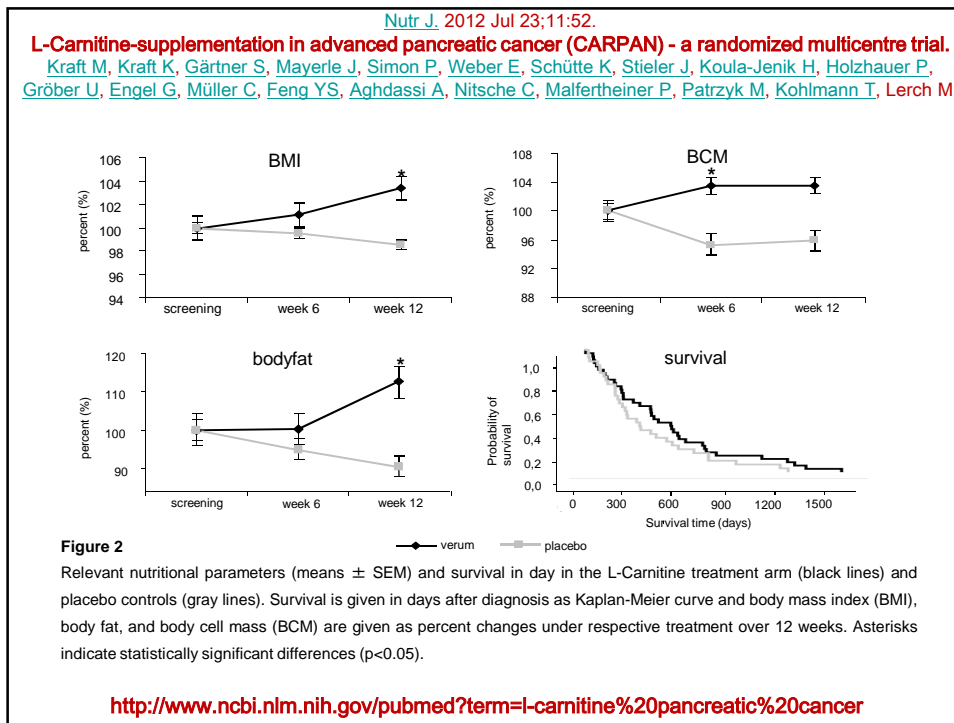 Nutr J. 2012 Jul 23;11:52.
L-Carnitine-supplementation in advanced pancreatic cancer (CARPAN) - a randomized multicentre trial.
Kraft M, Kraft K, Gärtner S, Mayerle J, Simon P, Weber E, Schütte K, Stieler J, Koula-Jenik H, Holzhauer P,
Gröber U, Engel G, Müller C, Feng YS, Aghdassi A, Nitsche C, Malfertheiner P, Patrzyk M, Kohlmann T, Lerch M
BMI
percent (%)
106
104
102
100
98
96
94
*
screening week 6 week 12
BCM
percent (%)
108
104
100
96
92
88
*
screening week 6 week 12
bodyfat
percent (%)
120
110
100
90
*
screening week 6 week 12
survival
Probability of
survival
1,0
0,8
0,6
0,4
0,2
0,0
0 300 600 900 1200 1500
Survival time (days)
Figure 2
verum placebo
Relevant nutritional parameters (means ± SEM) and survival in day in the L-Carnitine treatment arm (black lines) and
placebo controls (gray lines). Survival is given in days after diagnosis as Kaplan-Meier curve and body mass index (BMI),
body fat, and body cell mass (BCM) are given as percent changes under respective treatment over 12 weeks. Asterisks
indicate statistically significant differences (p<0.05).
http://www.ncbi.nlm.nih.gov/pubmed?term=l-carnitine%20pancreatic%20cancer